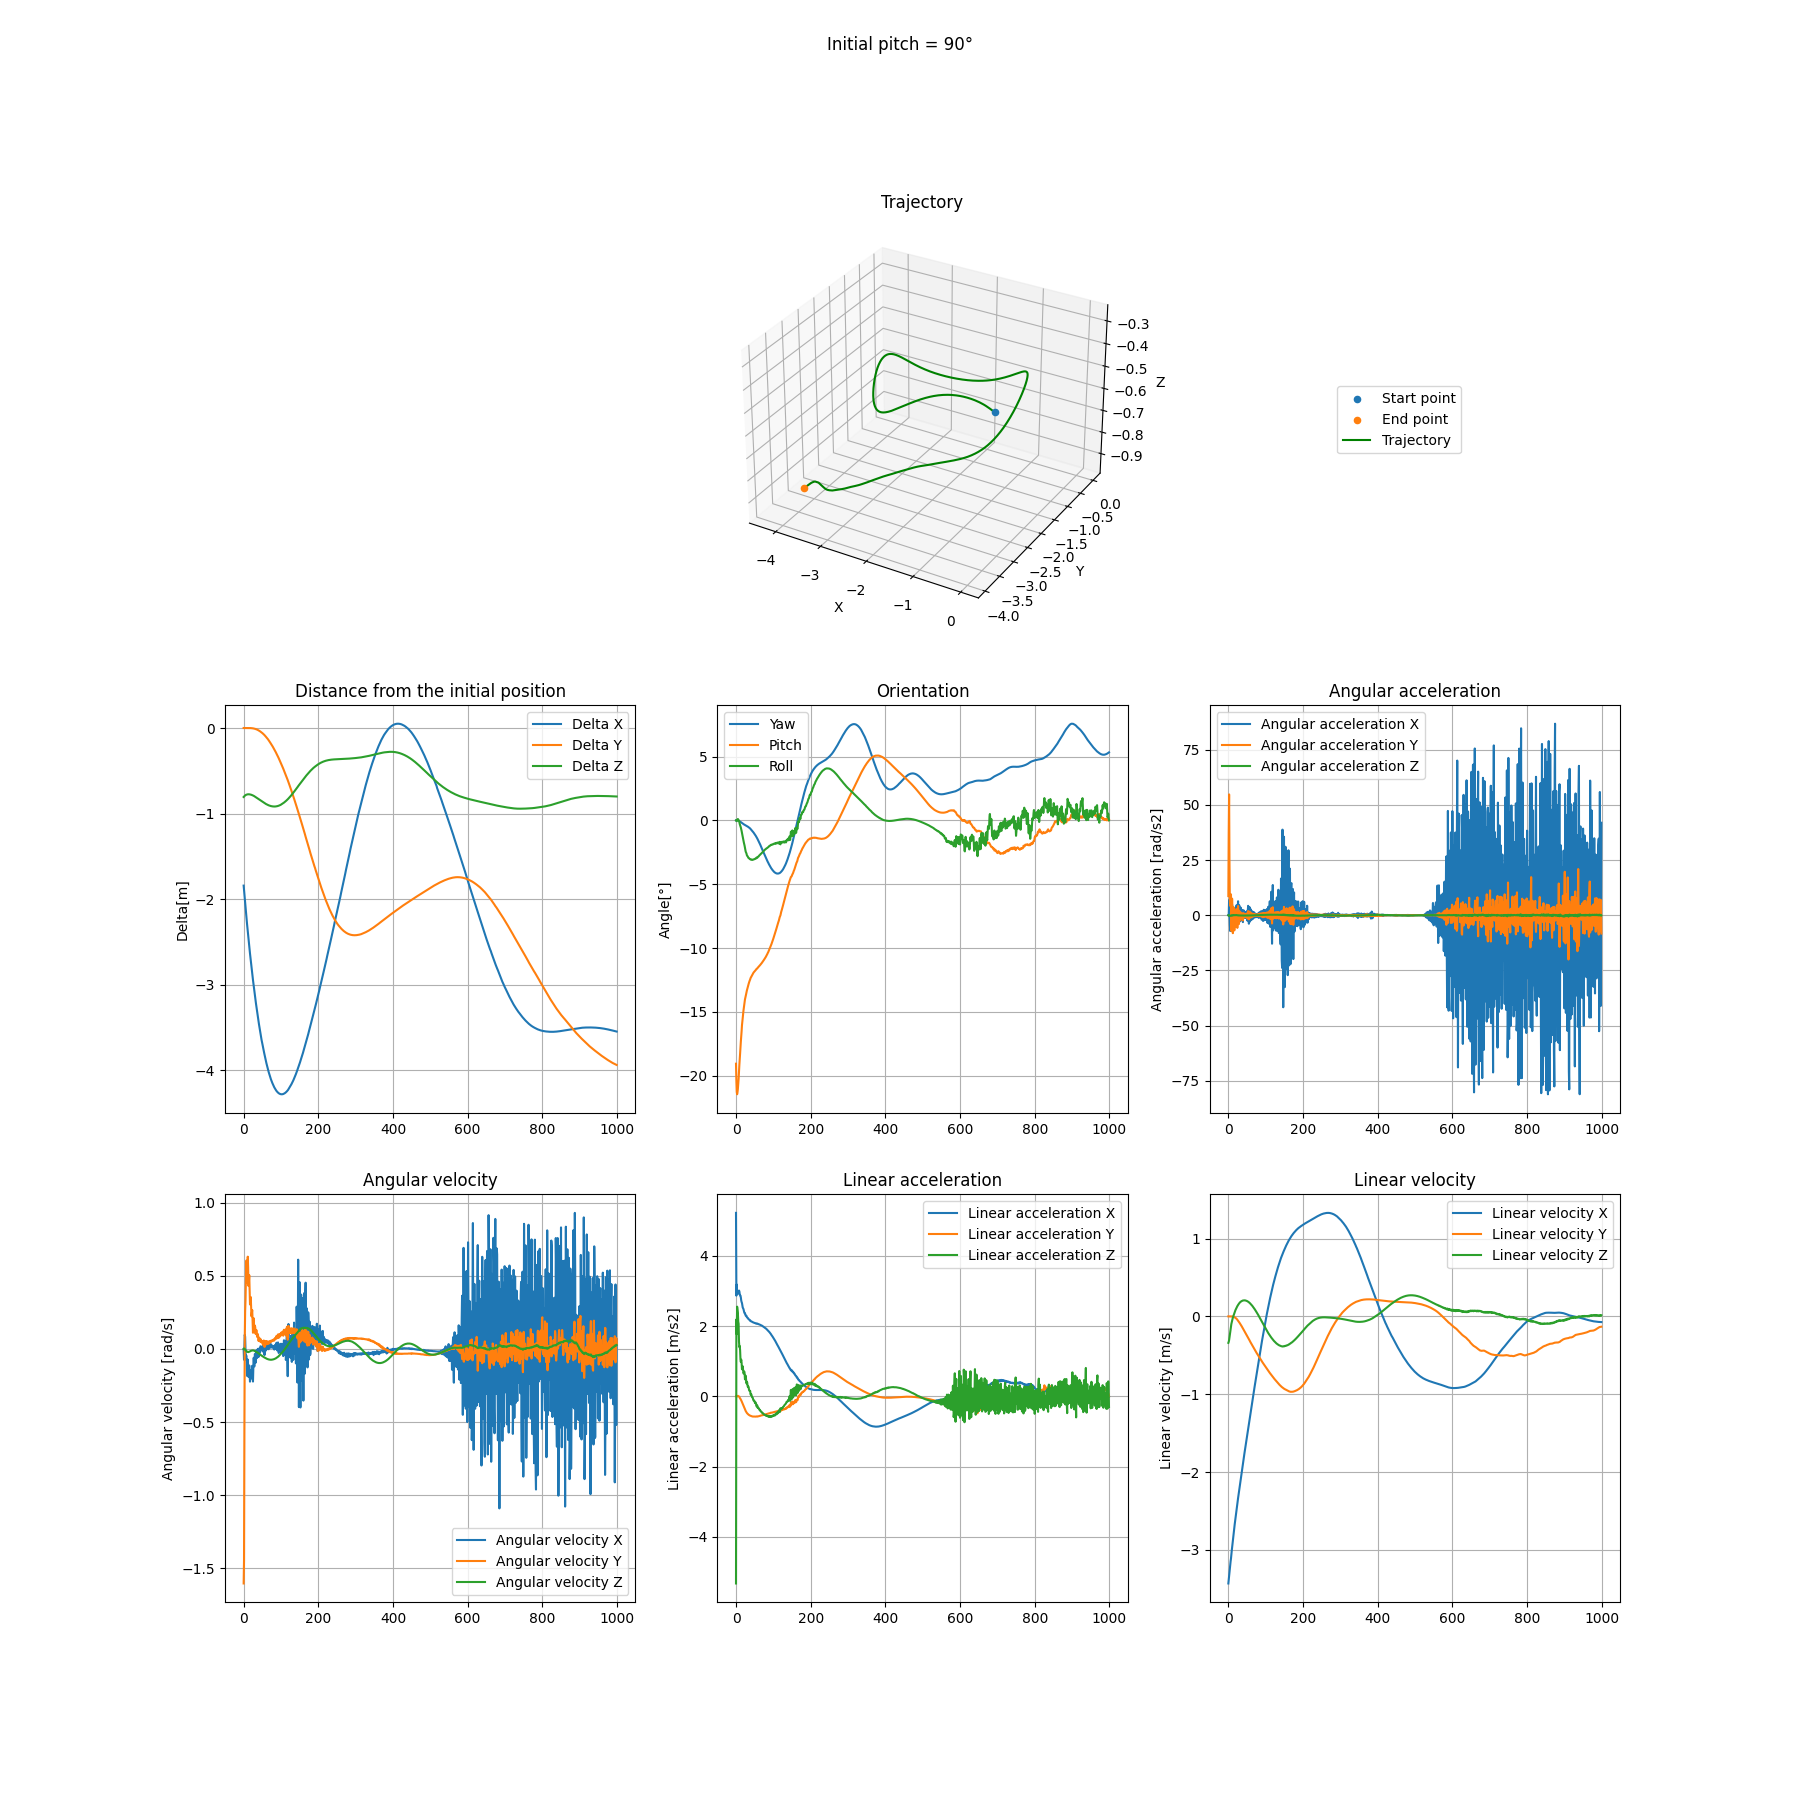 Initial pitch = 90°
Trajectory
−0.3
−0.4
−0.5
−0.6
−0.7
−0.8
−0.9
Z
0.0
−0.5
−1.0
−1.5
−2.0
−2.5
−3.0
−3.5
−4.0
Y
−4
−3
−2
−1
0
X
Start point
End point
Trajectory
Distance from the initial position
Delta X
Delta Y
Delta Z
Delta[m]
0
−1
−2
−3
−4
0 200 400 600 800 1000
Orientation
Yaw
Pitch
Roll
Angle[°]
5
0
−5
−10
−15
−20
0 200 400 600 800 1000
Angular acceleration
Angular acceleration X
Angular acceleration Y
Angular acceleration Z
Angular acceleration [rad/s2]
75
50
25
0
−25
−50
−75
0 200 400 600 800 1000
Angular velocity
Angular velocity [rad/s]
1.0
0.5
0.0
−0.5
−1.0
−1.5
Angular velocity X
Angular velocity Y
Angular velocity Z
0 200 400 600 800 1000
Linear acceleration
Linear acceleration X
Linear acceleration Y
Linear acceleration Z
Linear acceleration [m/s2]
4
2
0
−2
−4
0 200 400 600 800 1000
Linear velocity
Linear velocity X
Linear velocity Y
Linear velocity Z
Linear velocity [m/s]
1
0
−1
−2
−3
0 200 400 600 800 1000